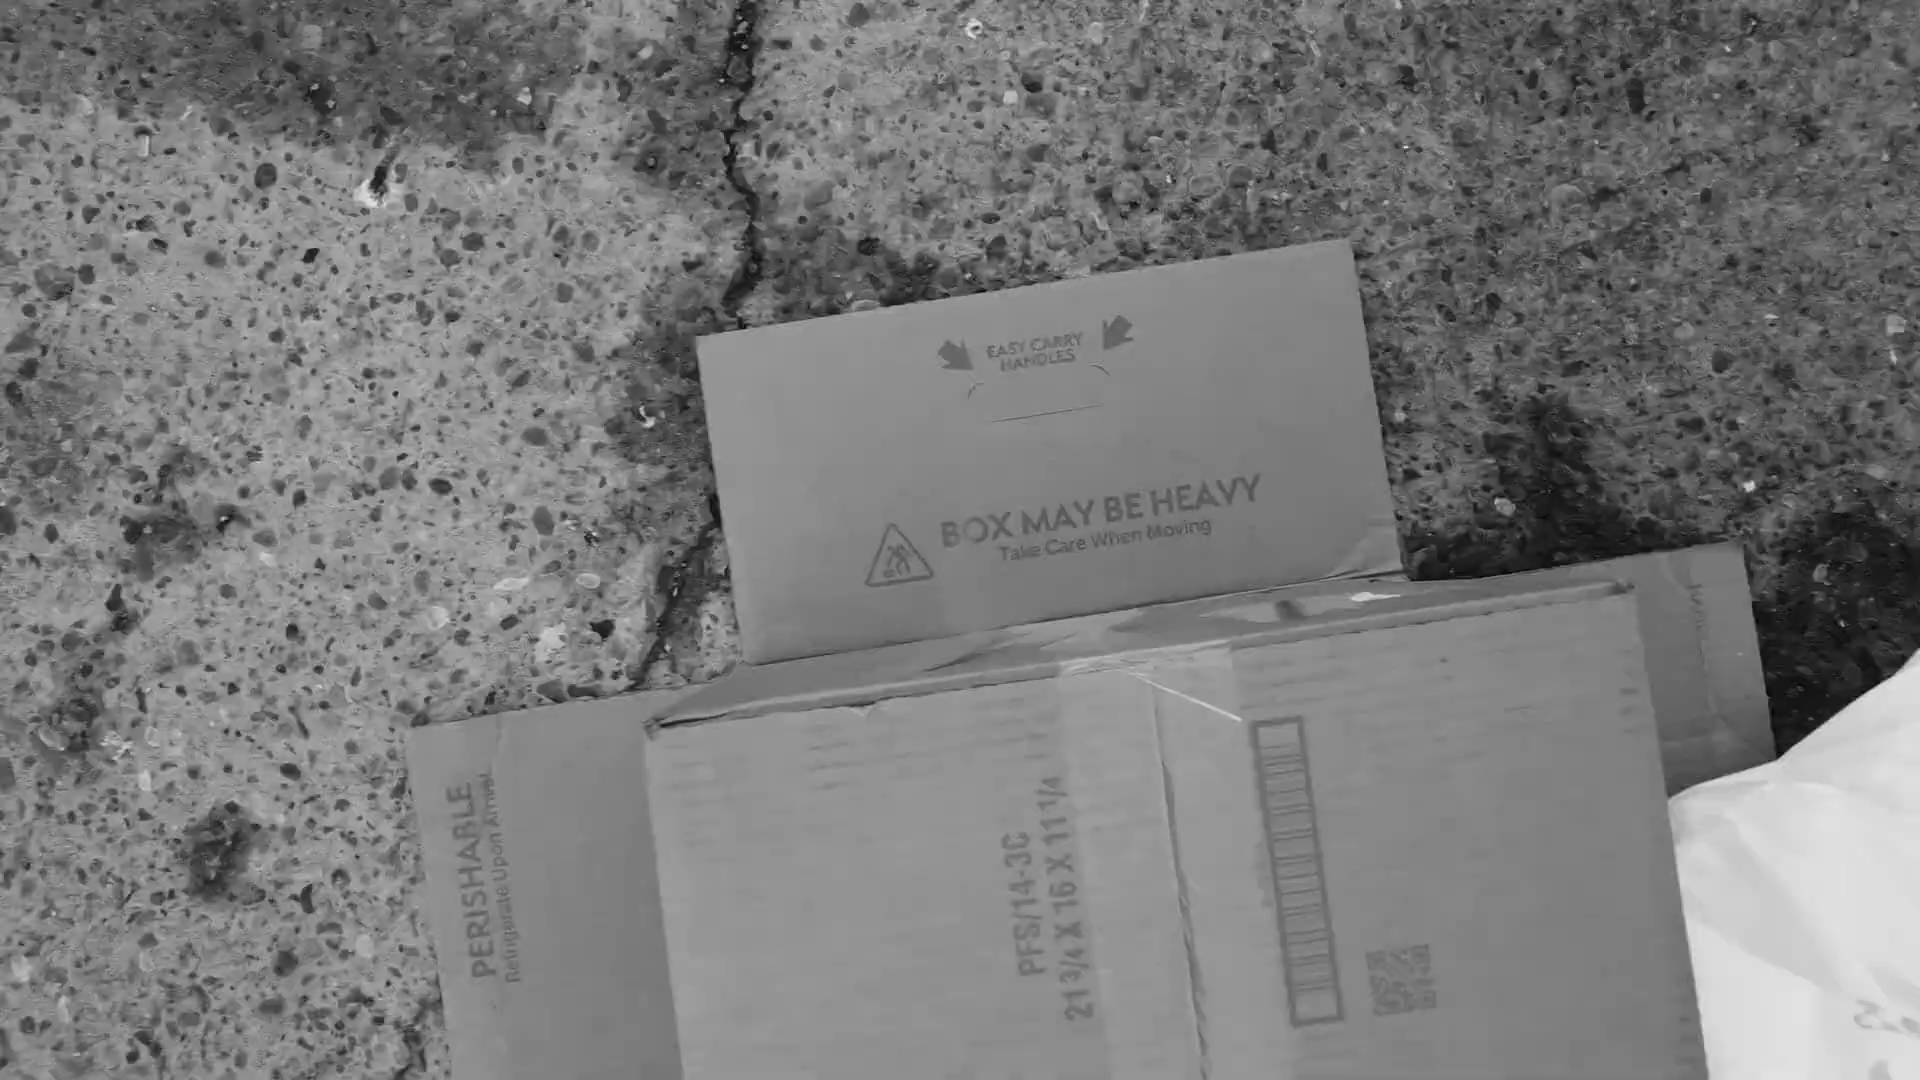 EASY CARRY
HANDLES
BOX MAY BE HEAVY
Take Care When Moving
PERISHABLE
Refrigerate Upon Arrival
PFS/14-3C
21 3/4 X 16 X 11 1/4